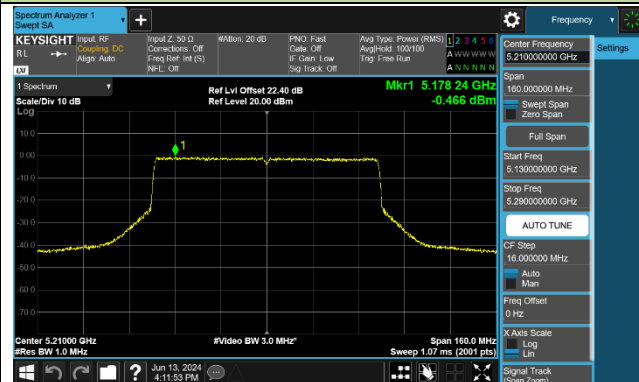 Spectrum Analyzer 1
Swept SA
Frequency
KEYSIGHT
RL
LXI
Input: RF
Coupling: DC
Align: Auto
Input Z: 50 Ω
Corrections: Off
Freq Ref: Int (S)
NFE: Off
#Atten: 20 dB
PNO: Fast
Gate: Off
IF Gain: Low
Sig Track: Off
Avg Type: Power (RMS)
Avg|Hold: 100/100
Trig: Free Run
1 2 3 4 5 6
A W W W W W
A N N N N N
Center Frequency
5.210000000 GHz
Settings
Span
160.000000 MHz
Swept Span
Zero Span
Full Span
Start Freq
5.130000000 GHz
Stop Freq
5.290000000 GHz
AUTO TUNE
CF Step
16.000000 MHz
Auto
Man
Freq Offset
0 Hz
X Axis Scale
Log
Lin
Signal Track
(Span Zoom)
1 Spectrum
Scale/Div 10 dB
Ref Lvl Offset 22.40 dB
Ref Level 20.00 dBm
Mkr1 5.178 24 GHz
-0.466 dBm
Log
10.0
0.00
-10.0
-20.0
-30.0
-40.0
-50.0
-60.0
-70.0
1
Center 5.21000 GHz
#Res BW 1.0 MHz
#Video BW 3.0 MHz*
Span 160.0 MHz
Sweep 1.07 ms (2001 pts)
Jun 13, 2024
4:11:53 PM